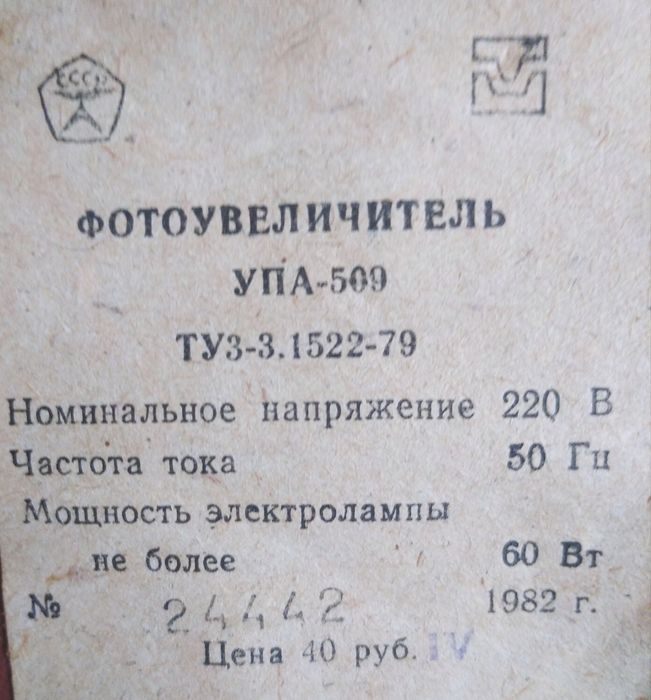 СССР
ФОТОУВЕЛИЧИТЕЛЬ
УПА-509
ТУ3-3.1522-79
Номинальное напряжение 220 В
Частота тока 50 Гц
Мощность электролампы
не более 60 Вт
№ 24442 1982 г.
Цена 40 руб. IV